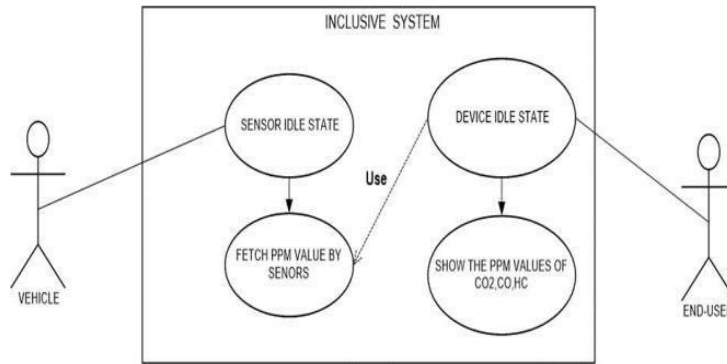 INCLUSIVE SYSTEM
SENSOR IDLE STATE
DEVICE IDLE STATE
Use
FETCH PPM VALUE BY
SENORS
SHOW THE PPM VALUES OF
CO2,CO,HC
VEHICLE
END-USER